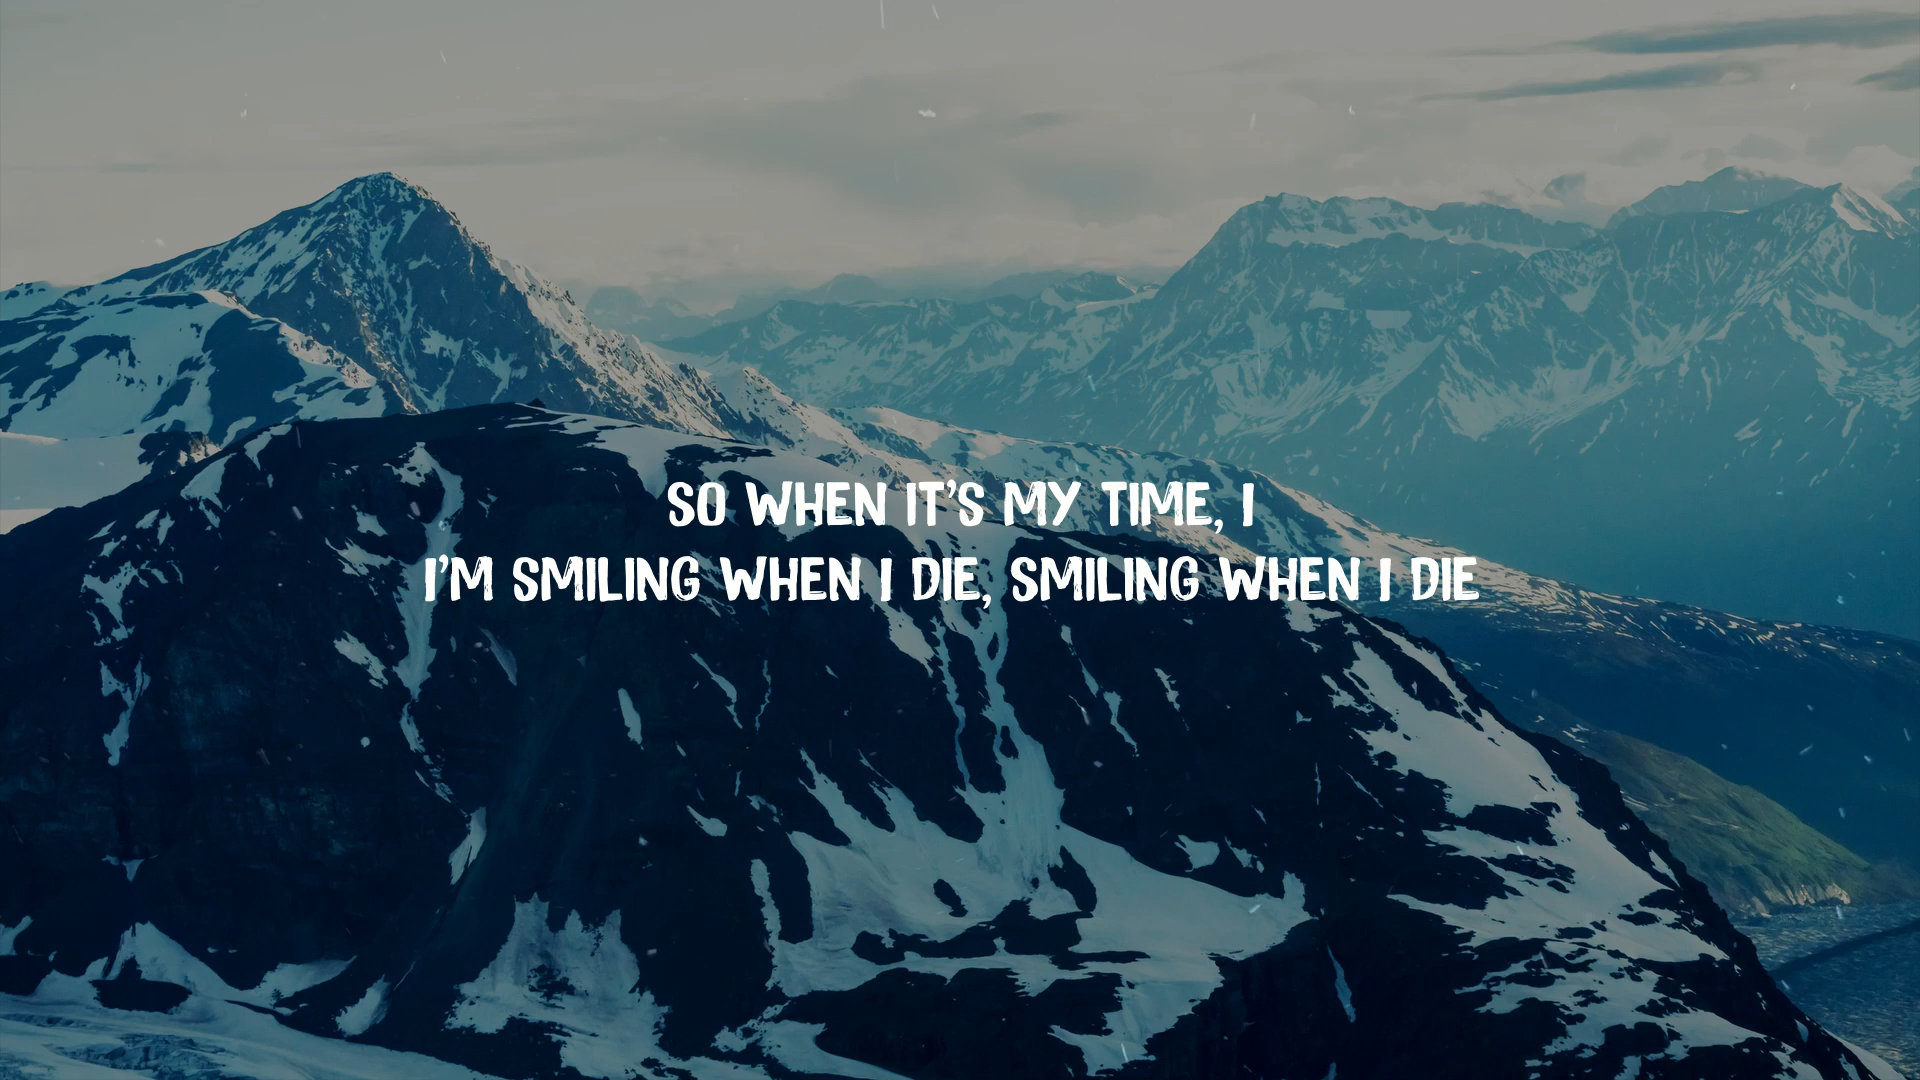 SO WHEN IT'S MY TIME, I
I'M SMILING WHEN I DIE, SMILING WHEN I DIE